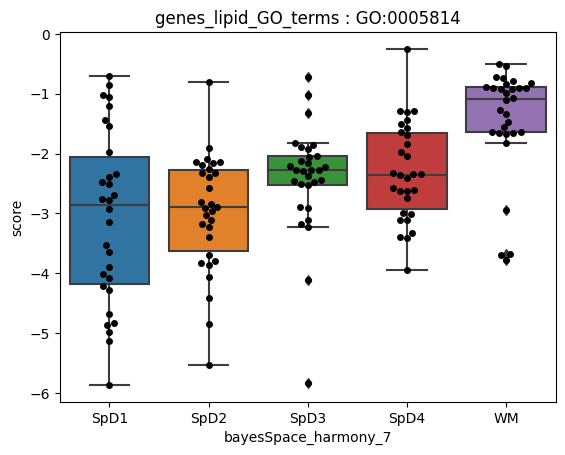 genes_lipid_GO_terms : GO:0005814
0
−1
−2
−3
−4
−5
−6
score
SpD1 SpD2 SpD3 SpD4 WM
bayesSpace_harmony_7